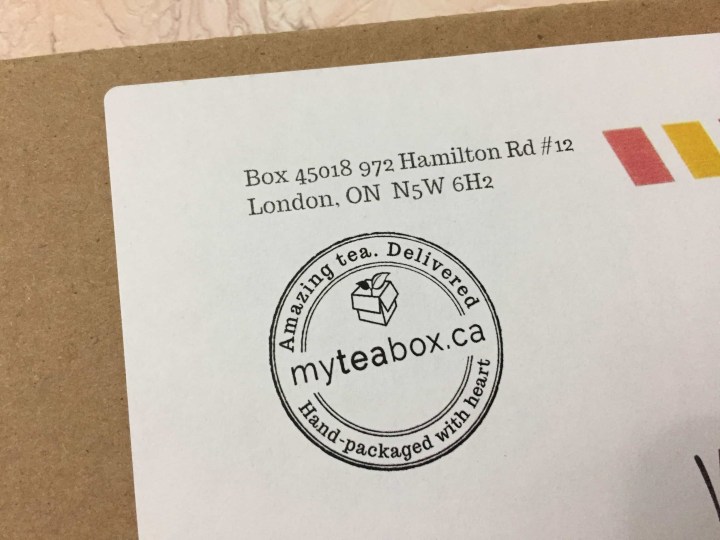 Box 45018 972 Hamilton Rd #12
London, ON N5W 6H2
Amazing tea. Delivered
myteabox.ca
Hand-packaged with heart